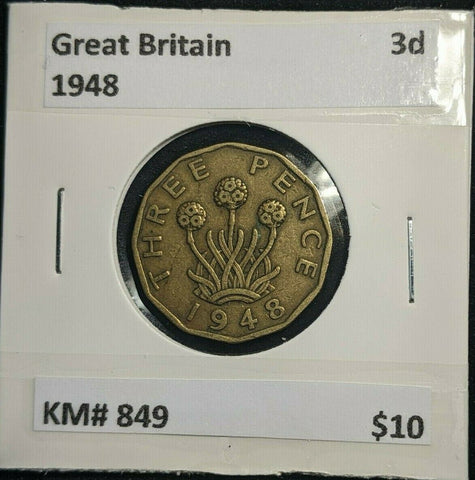 Great Britain 3d
1948
THREE PENCE
1948
KM# 849 $10